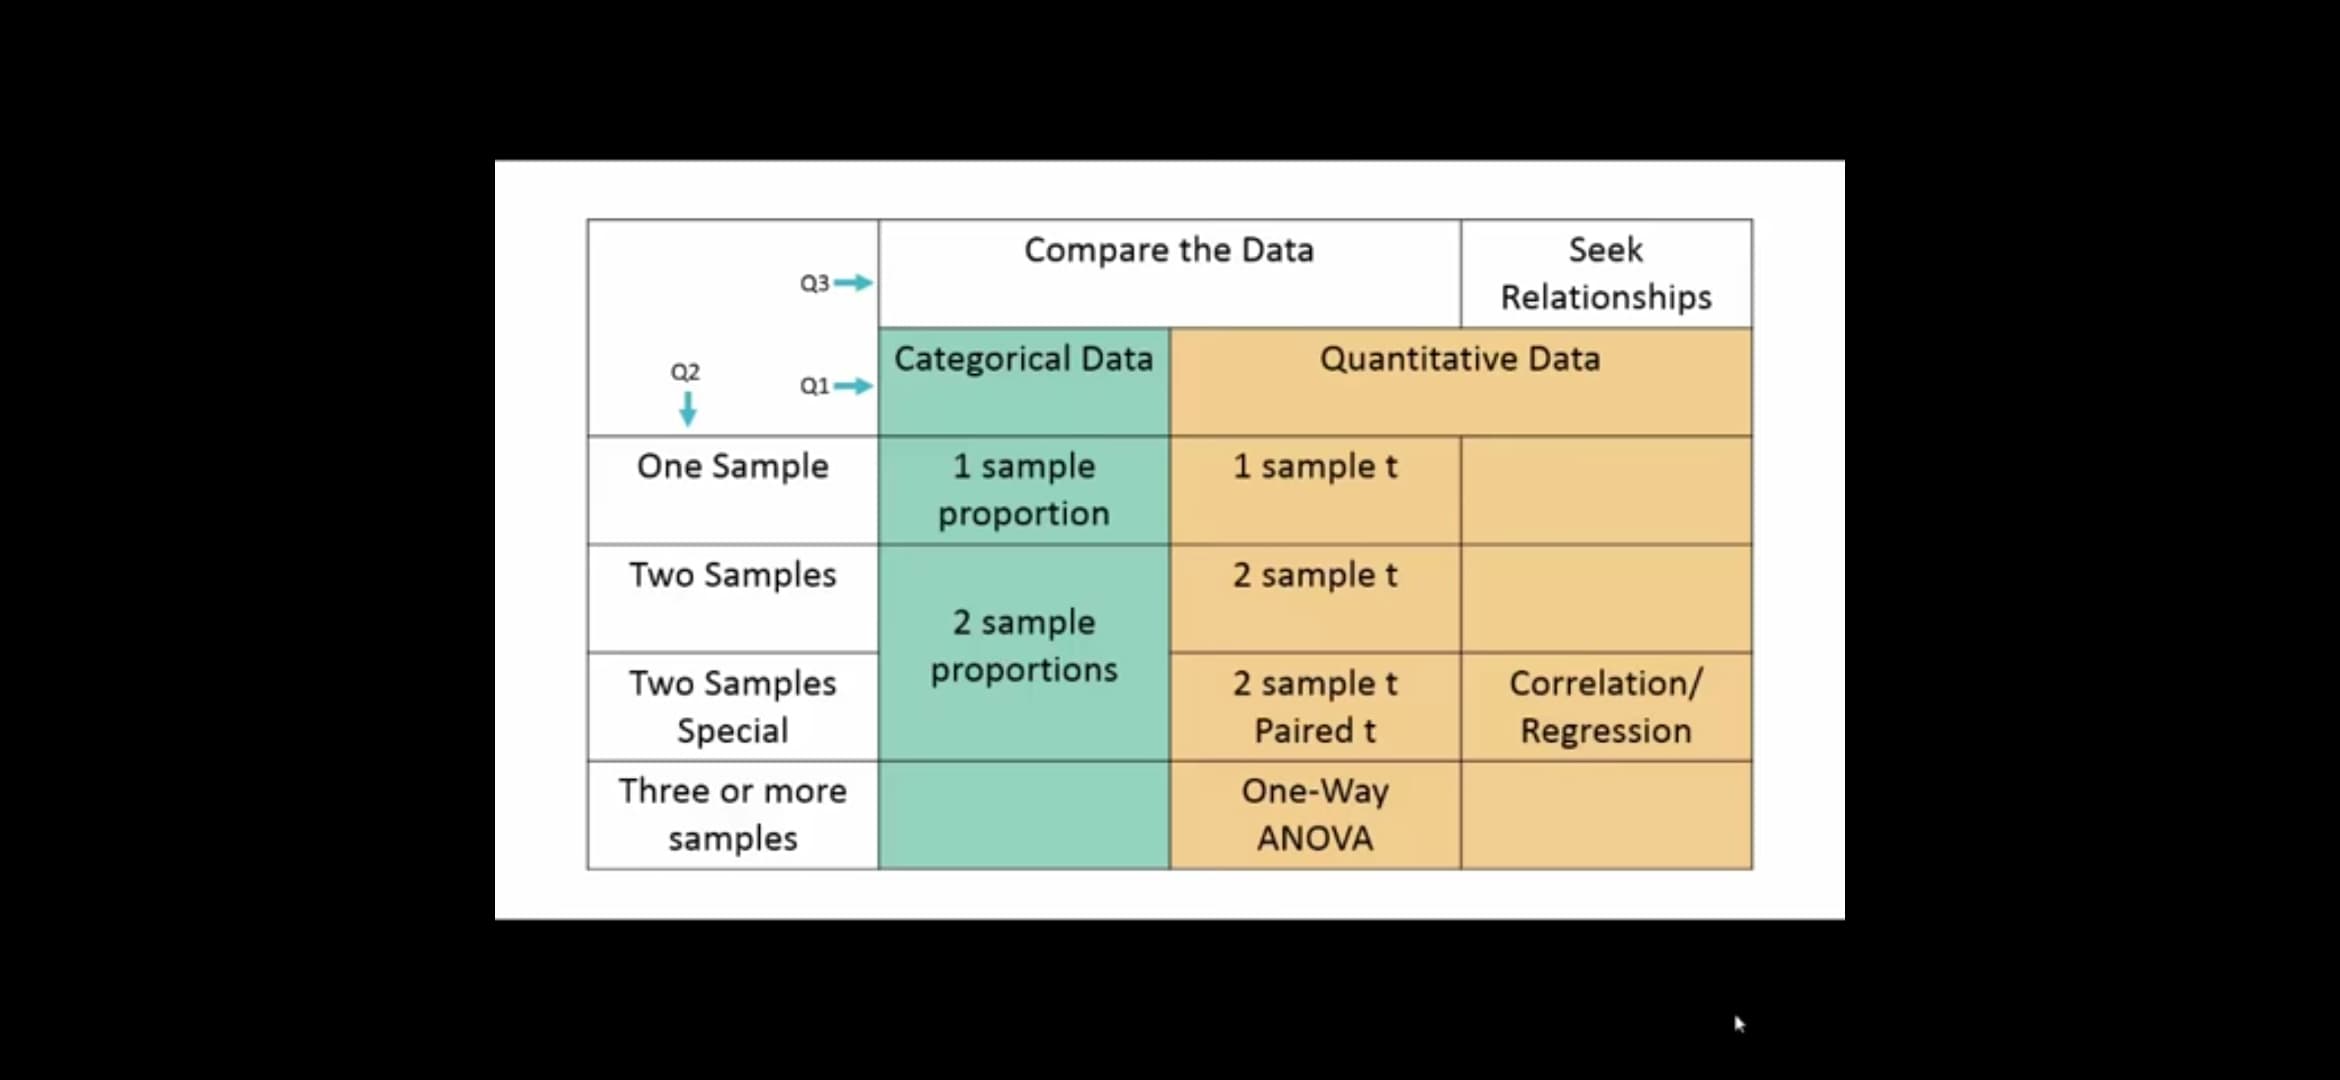 Compare the Data
Seek
Relationships
Q3
Categorical Data
Quantitative Data
Q2
Q1
One Sample
1 sample
proportion
1 sample t
Two Samples
2 sample t
2 sample
proportions
Two Samples
Special
2 sample t
Paired t
Correlation/
Regression
Three or more
samples
One-Way
ANOVA